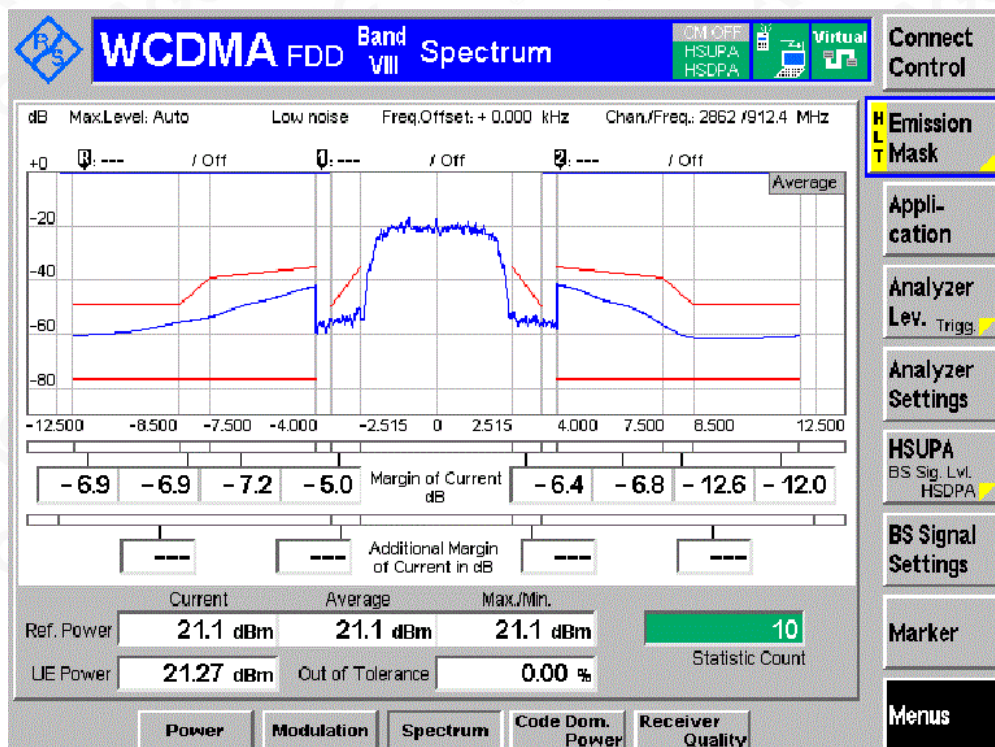 R S
WCDMA FDD Band VIII Spectrum
CM OFF
HSUPA
HSDPA
Virtual
Connect Control
dB Max.Level: Auto Low noise Freq.Offset: + 0.000 kHz Chan./Freq.: 2862 /912.4 MHz
HLT Emission Mask
+0 R: --- / Off 1: --- / Off 2: --- / Off
Average
-20
-40
-60
-80
-12.500 -8.500 -7.500 -4.000 -2.515 0 2.515 4.000 7.500 8.500 12.500
Appli-
cation
Analyzer
Lev. Trigg.
Analyzer
Settings
-6.9 -6.9 -7.2 -5.0 Margin of Current dB -6.4 -6.8 -12.6 -12.0
HSUPA
BS Sig. Lvl.
HSDPA
--- --- Additional Margin of Current in dB --- ---
BS Signal
Settings
Current Average Max./Min.
Ref. Power 21.1 dBm 21.1 dBm 21.1 dBm 10
Statistic Count
UE Power 21.27 dBm Out of Tolerance 0.00 %
Marker
Menus
Power Modulation Spectrum Code Dom. Power Receiver Quality